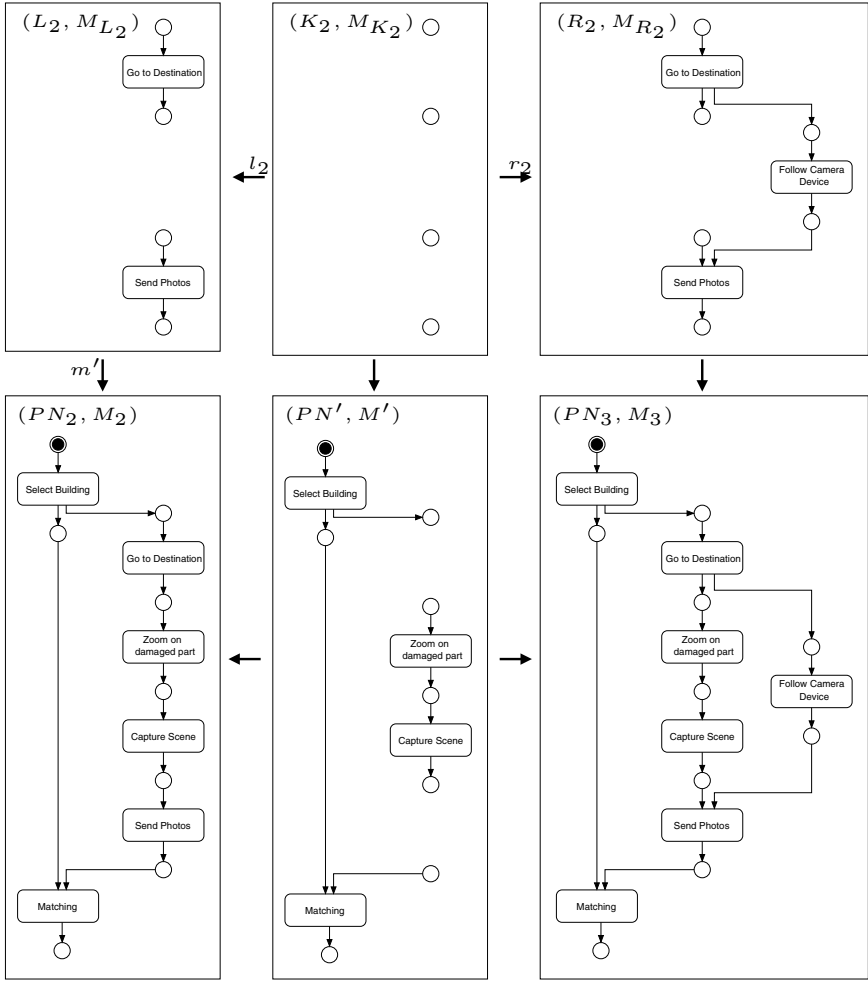 (L₂, M_L₂)
Go to Destination
Send Photos
l₂
(K₂, M_K₂)
r₂
(R₂, M_R₂)
Go to Destination
Follow Camera
Device
Send Photos
m′
(PN₂, M₂)
Select Building
Go to Destination
Zoom on
damaged part
Capture Scene
Send Photos
Matching
(PN′, M′)
Select Building
Zoom on
damaged part
Capture Scene
Matching
(PN₃, M₃)
Select Building
Go to Destination
Zoom on
damaged part
Follow Camera
Device
Capture Scene
Send Photos
Matching